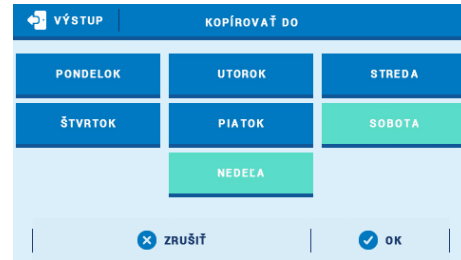 VÝSTUP KOPÍROVAŤ DO
PONDELOK UTOROK STREDA
ŠTVRTOK PIATOK SOBOTA
NEDEĽA
ZRUŠIŤ OK